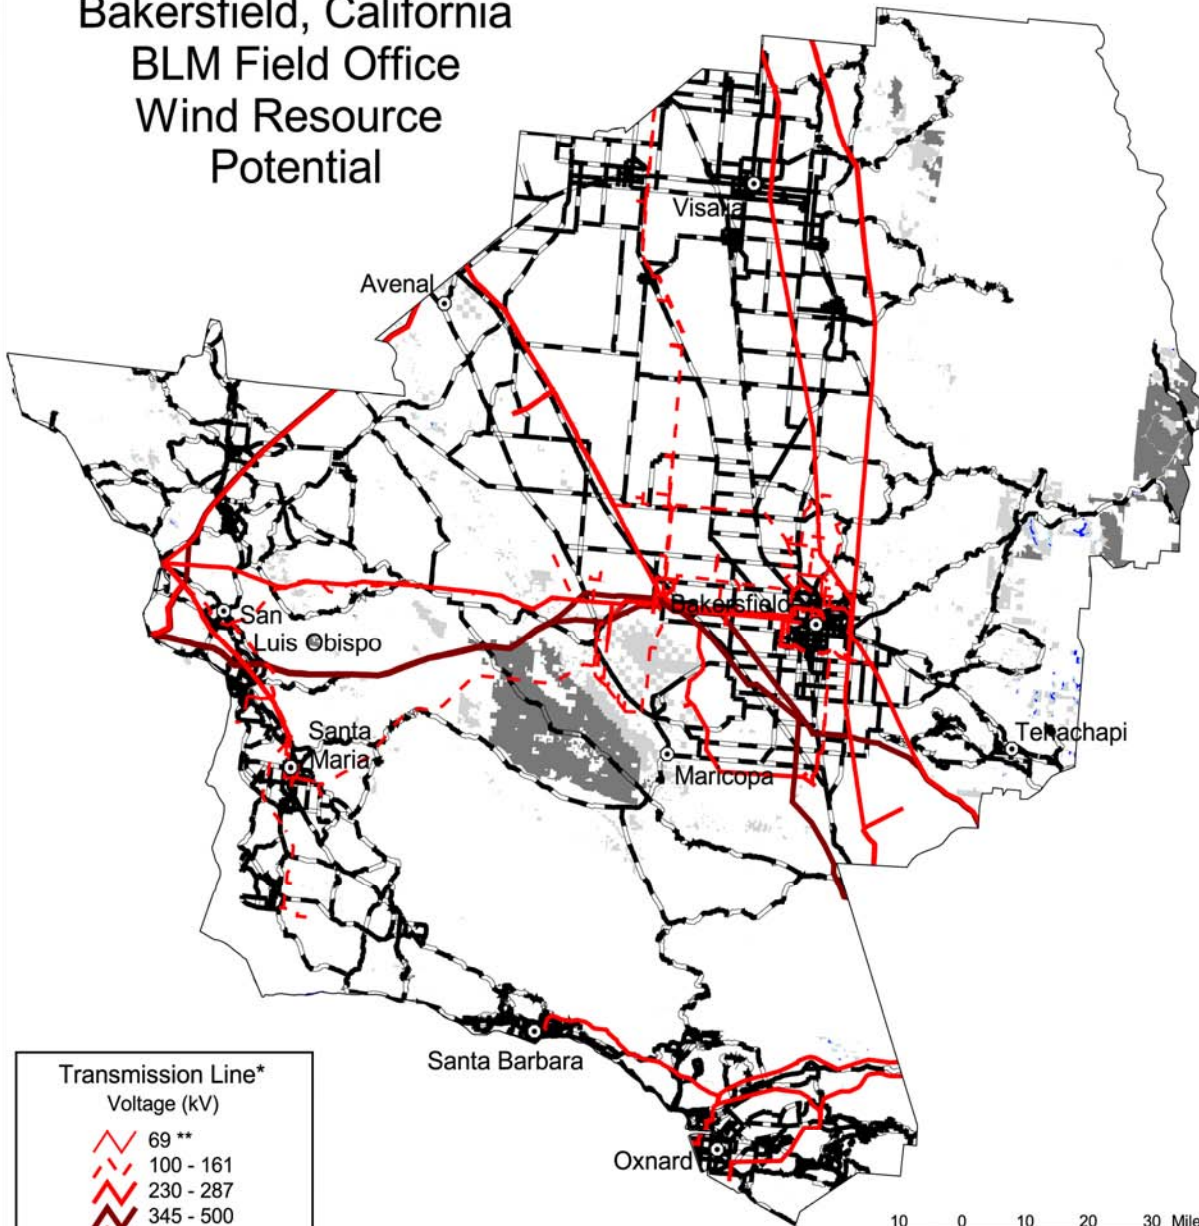 Bakersfield, California
BLM Field Office
Wind Resource
Potential
Visalia
Avenal
Bakersfield
San
Luis Obispo
Santa
Maria
Tehachapi
Maricopa
Santa Barbara
Oxnard
Transmission Line*
Voltage (kV)
69 **
100 - 161
230 - 287
345 - 500
10 0 10 20 30 Mile